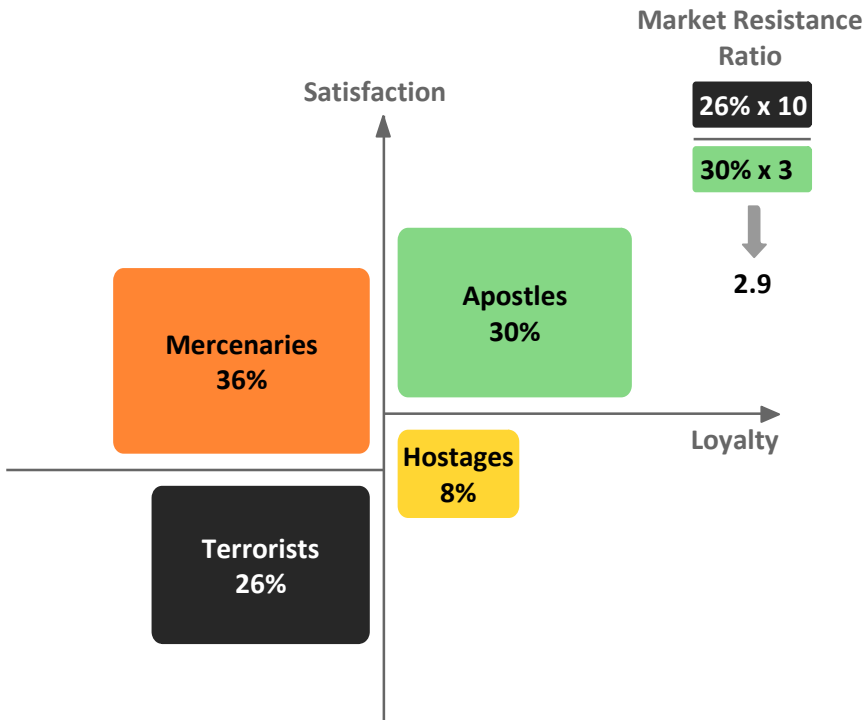 Market Resistance
Ratio
26% x 10
30% x 3
2.9
Satisfaction
Apostles
30%
Mercenaries
36%
Loyalty
Hostages
8%
Terrorists
26%